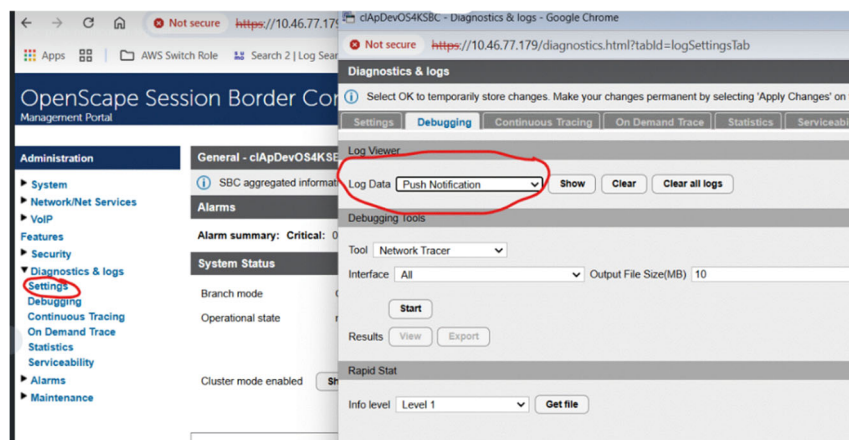 Not secure https://10.46.77.179
Apps
AWS Switch Role
Search 2 | Log Sear
OpenScape Session Border Con
Management Portal
Administration
System
Network/Net Services
VoIP
Features
Security
Diagnostics & logs
Settings
Debugging
Continuous Tracing
On Demand Trace
Statistics
Serviceability
Alarms
Maintenance
General - clApDevOS4KSB
SBC aggregated informat
Alarms
Alarm summary: Critical: 0
System Status
Branch mode
Operational state
Cluster mode enabled Sh
clApDevOS4KSBC - Diagnostics & logs - Google Chrome
Not secure https://10.46.77.179/diagnostics.html?tabId=logSettingsTab
Diagnostics & logs
Select OK to temporarily store changes. Make your changes permanent by selecting 'Apply Changes' on
Settings Debugging Continuous Tracing On Demand Trace Statistics Serviceabi
Log Viewer
Log Data Push Notification Show Clear Clear all logs
Debugging Tools
Tool Network Tracer
Interface All Output File Size(MB) 10
Start
Results View Export
Rapid Stat
Info level Level 1 Get file